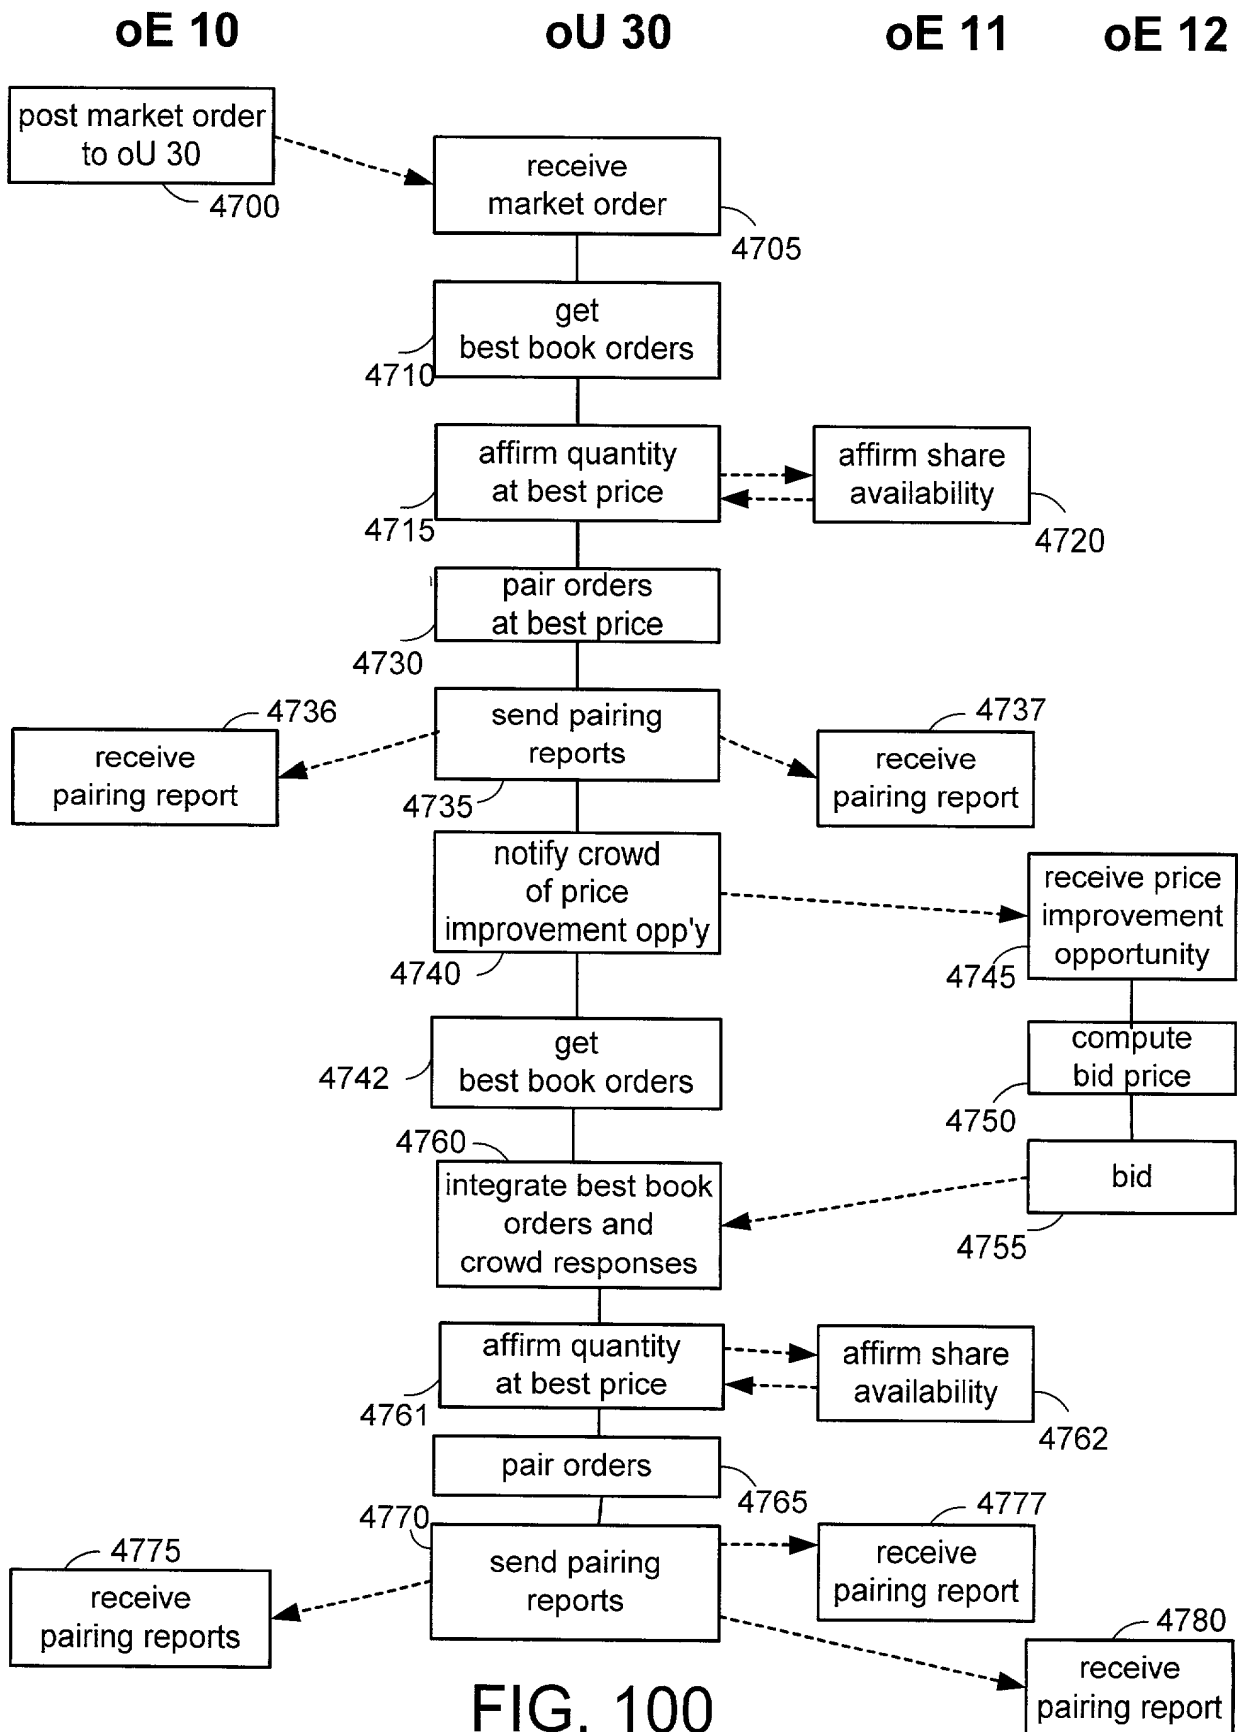 oE 10 oU 30 oE 11 oE 12
post market order
to oU 30
4700
receive
market order
4705
get
best book orders
4710
affirm quantity
at best price
4715
affirm share
availability
4720
pair orders
at best price
4730
send pairing
reports
4735
4736
receive
pairing report
4737
receive
pairing report
notify crowd
of price
improvement opp'y
4740
receive price
improvement
opportunity
4745
get
best book orders
4742
compute
bid price
4750
bid
4755
4760
integrate best book
orders and
crowd responses
affirm quantity
at best price
4761
affirm share
availability
4762
pair orders
4765
4770
send pairing
reports
4777
receive
pairing report
4775
receive
pairing reports
4780
receive
pairing report
FIG. 100